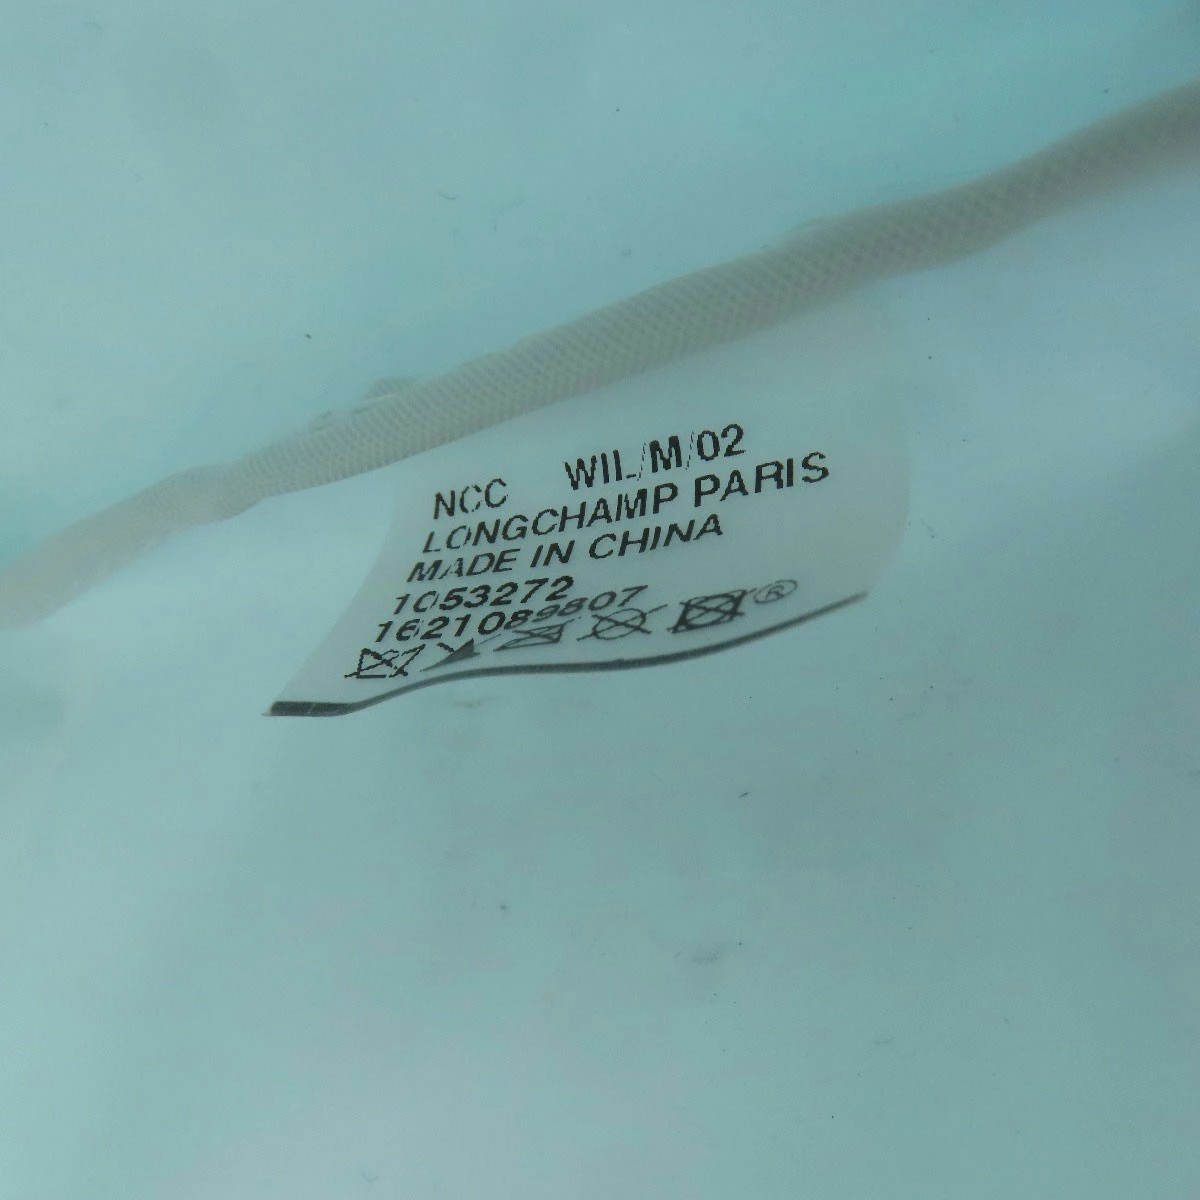 NCC WIL/M/02
LONGCHAMP PARIS
MADE IN CHINA
1053272
1621089807
®